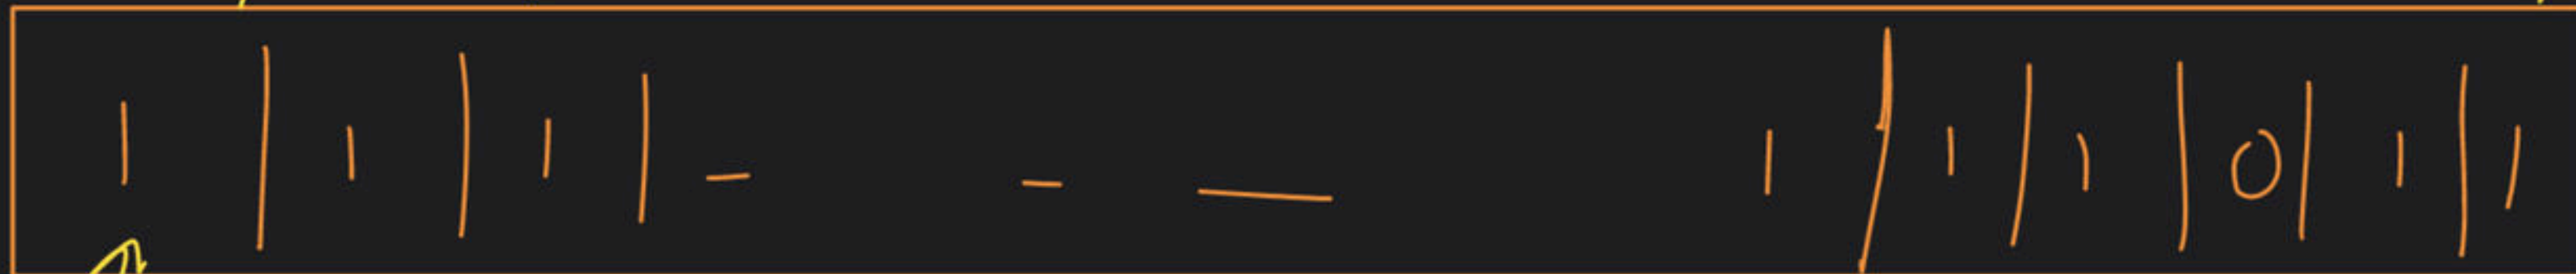 1 | 1 | 1 | - - — 1 | 1 | 1 | 0 | 1 | 1